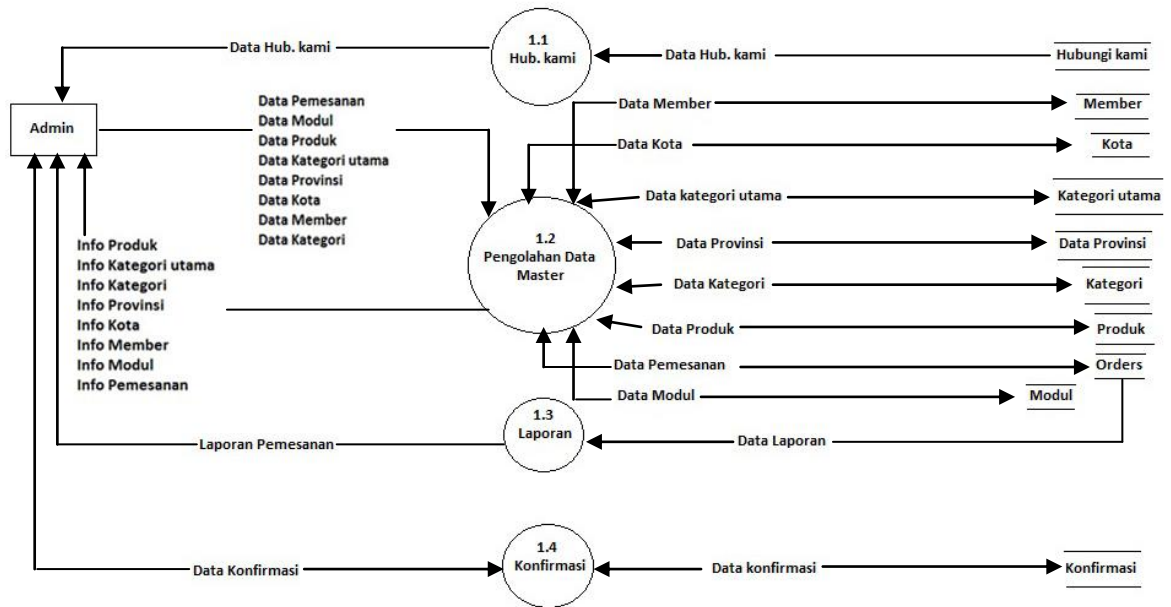 1.1
Hub. kami
Data Hub. kami
Data Hub. kami
Hubungi kami
Admin
Data Pemesanan
Data Modul
Data Produk
Data Kategori utama
Data Provinsi
Data Kota
Data Member
Data Kategori
Data Member
Member
Data Kota
Kota
Data kategori utama
Kategori utama
1.2
Pengolahan Data
Master
Data Provinsi
Data Provinsi
Data Kategori
Kategori
Data Produk
Produk
Data Pemesanan
Orders
Data Modul
Modul
Info Produk
Info Kategori utama
Info Kategori
Info Provinsi
Info Kota
Info Member
Info Modul
Info Pemesanan
1.3
Laporan
Laporan Pemesanan
Data Laporan
1.4
Konfirmasi
Data Konfirmasi
Data konfirmasi
Konfirmasi